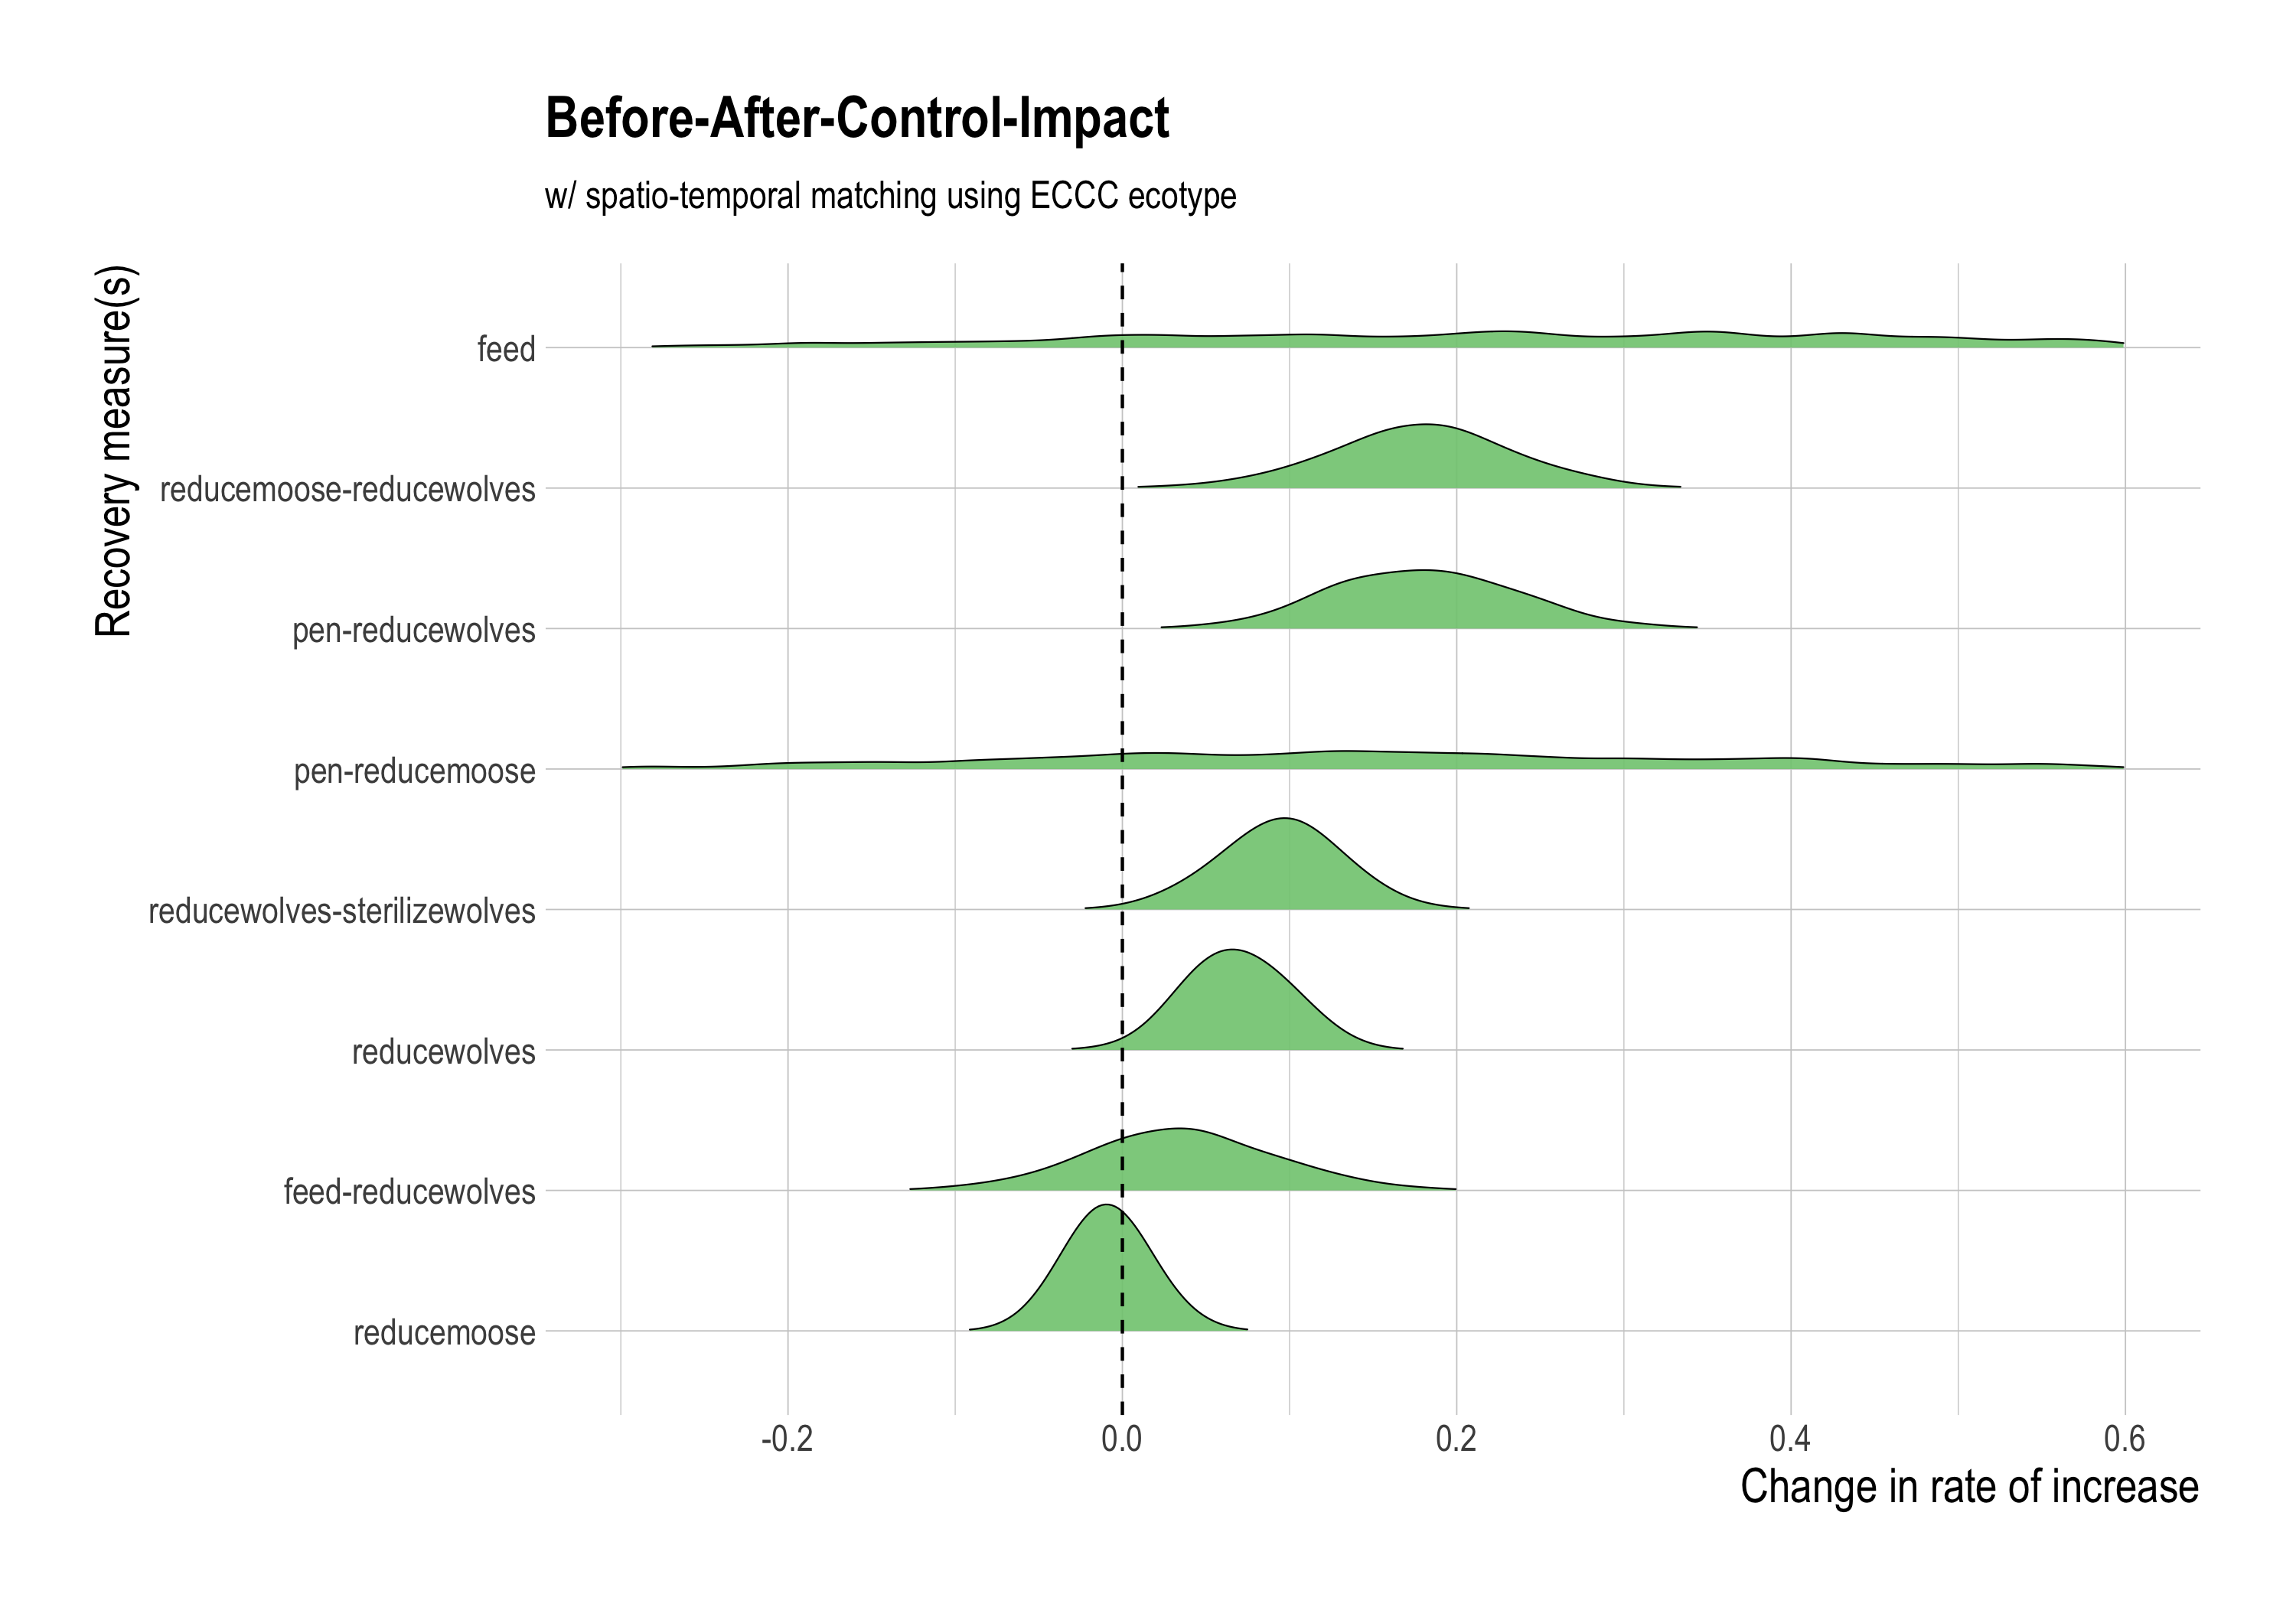 Before-After-Control-Impact
w/ spatio-temporal matching using ECCC ecotype
Recovery measure(s)
feed
reducemoose-reducewolves
pen-reducewolves
pen-reducemoose
reducewolves-sterilizewolves
reducewolves
feed-reducewolves
reducemoose
-0.2 0.0 0.2 0.4 0.6
Change in rate of increase